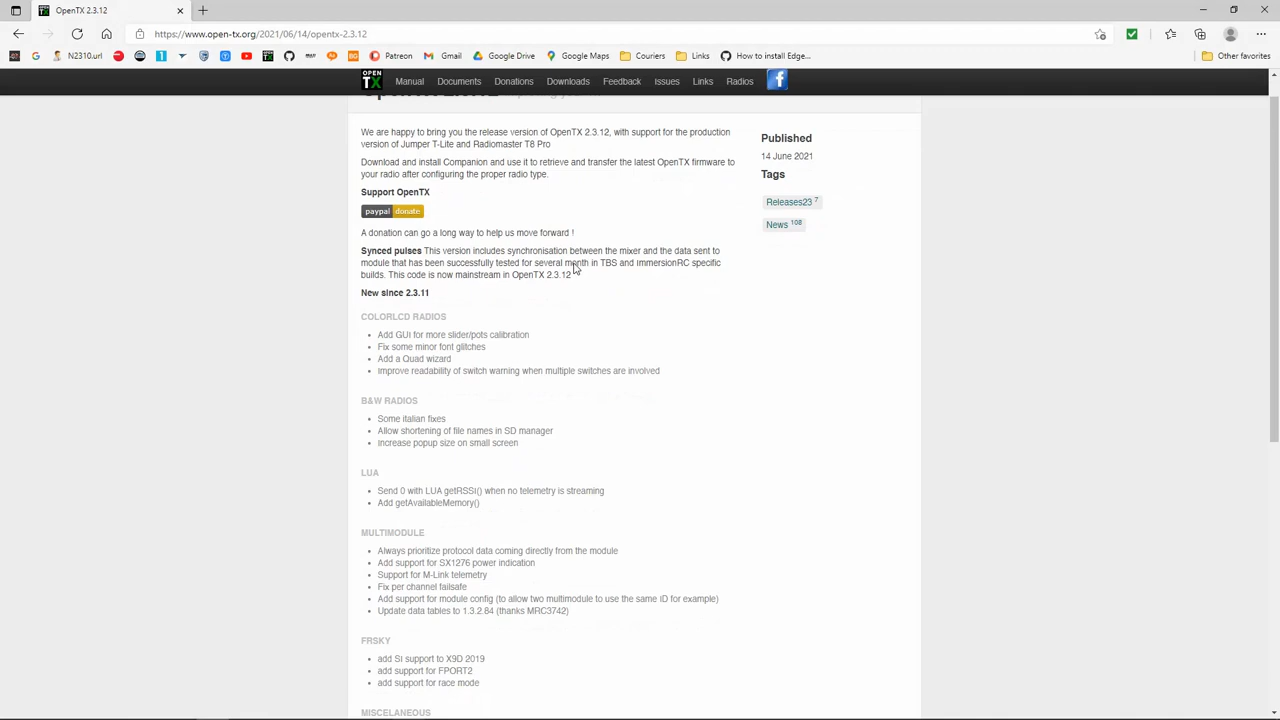 OpenTX 2.3.12
https://www.open-tx.org/2021/06/14/opentx-2.3.12
N2310.url
Patreon
Gmail
Google Drive
Google Maps
Couriers
Links
How to install Edge...
Other favorites
OPEN TX
Manual
Documents
Donations
Downloads
Feedback
Issues
Links
Radios
We are happy to bring you the release version of OpenTX 2.3.12, with support for the production
version of Jumper T-Lite and Radiomaster T8 Pro
Download and install Companion and use it to retrieve and transfer the latest OpenTX firmware to
your radio after configuring the proper radio type.
Support OpenTX
paypal donate
A donation can go a long way to help us move forward !
Synced pulses This version includes synchronisation between the mixer and the data sent to
module that has been successfully tested for several month in TBS and ImmersionRC specific
builds. This code is now mainstream in OpenTX 2.3.12
New since 2.3.11
COLORLCD RADIOS
Add GUI for more slider/pots calibration
Fix some minor font glitches
Add a Quad wizard
Improve readability of switch warning when multiple switches are involved
B&W RADIOS
Some italian fixes
Allow shortening of file names in SD manager
Increase popup size on small screen
LUA
Send 0 with LUA getRSSI() when no telemetry is streaming
Add getAvailableMemory()
MULTIMODULE
Always prioritize protocol data coming directly from the module
Add support for SX1276 power indication
Support for M-Link telemetry
Fix per channel failsafe
Add support for module config (to allow two multimodule to use the same ID for example)
Update data tables to 1.3.2.84 (thanks MRC3742)
FRSKY
add SI support to X9D 2019
add support for FPORT2
add support for race mode
MISCELANEOUS
Published
14 June 2021
Tags
Releases23 7
News 108